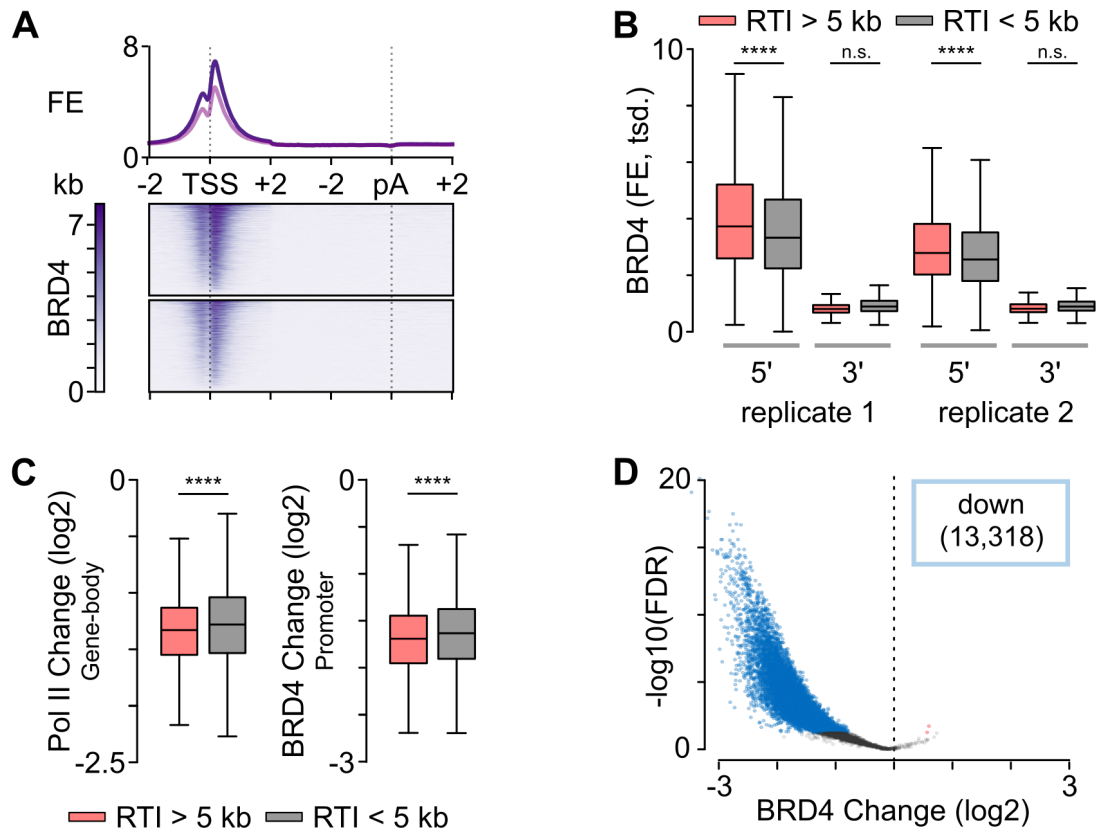 A
8
FE
0
-2 TSS +2 -2 pA +2
kb
7
BRD4
0
B
RTI > 5 kb RTI < 5 kb
10
**** n.s. **** n.s.
BRD4 (FE, tsd.)
0
5' 3' 5' 3'
replicate 1 replicate 2
C
0
****
Pol II Change (log2)
Gene-body
-2.5
0
****
BRD4 Change (log2)
Promoter
-3
RTI > 5 kb RTI < 5 kb
D
20
down
(13,318)
-log10(FDR)
0
-3 3
BRD4 Change (log2)